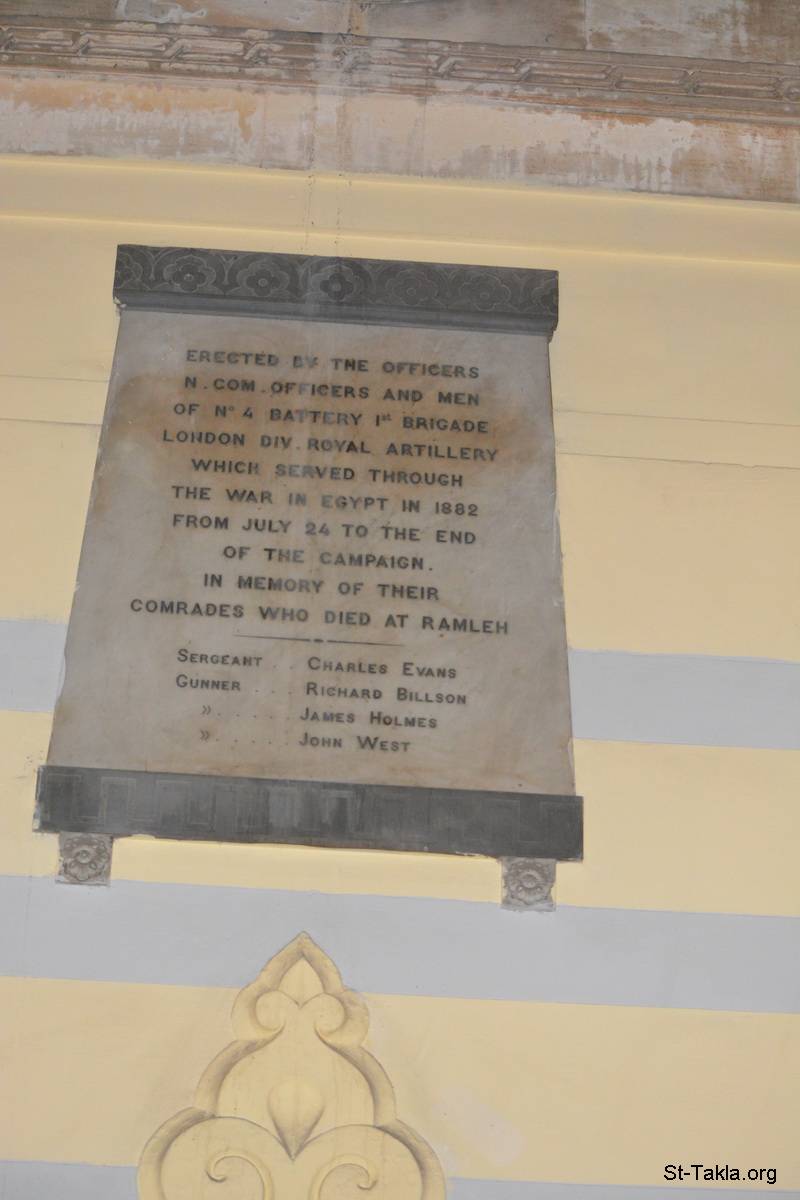 ERECTED BY THE OFFICERS
N. COM. OFFICERS AND MEN
OF No 4 BATTERY 1st BRIGADE
LONDON DIV. ROYAL ARTILLERY
WHICH SERVED THROUGH
THE WAR IN EGYPT IN 1882
FROM JULY 24 TO THE END
OF THE CAMPAIGN.
IN MEMORY OF THEIR
COMRADES WHO DIED AT RAMLEH
SERGEANT . . CHARLES EVANS
GUNNER . . . . RICHARD BILLSON
" . . . . . . JAMES HOLMES
" . . . . . . JOHN WEST
St-Takla.org